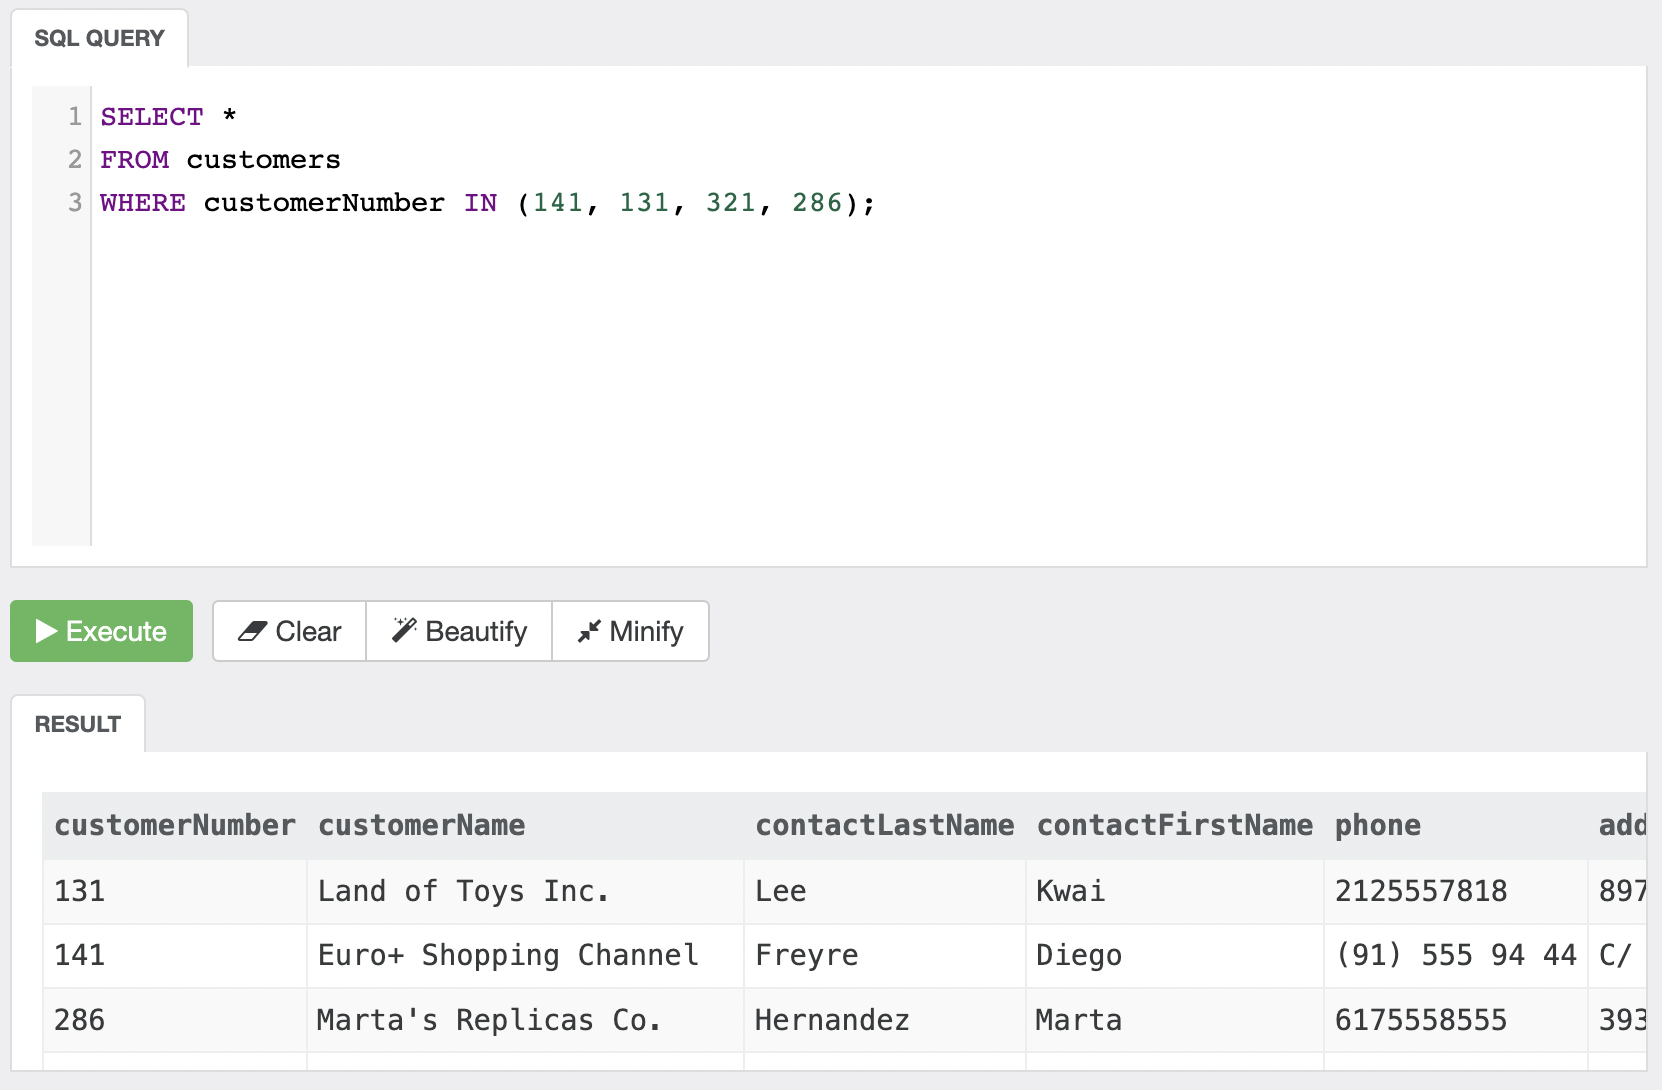 SQL QUERY
1 SELECT *
2 FROM customers
3 WHERE customerNumber IN (141, 131, 321, 286);
Execute Clear Beautify Minify
RESULT
customerNumber customerName contactLastName contactFirstName phone add
131 Land of Toys Inc. Lee Kwai 2125557818 897
141 Euro+ Shopping Channel Freyre Diego (91) 555 94 44 C/
286 Marta's Replicas Co. Hernandez Marta 6175558555 393